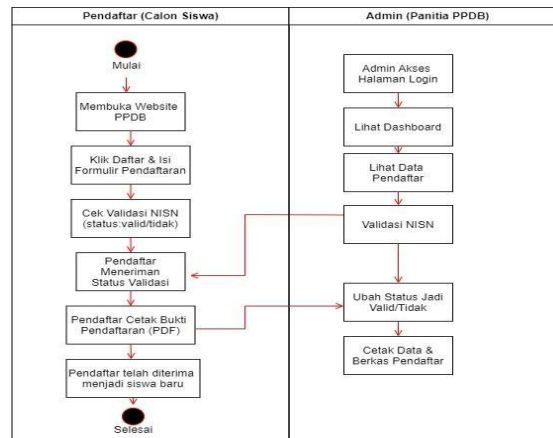 Pendaftar (Calon Siswa)
Admin (Panitia PPDB)
Mulai
Membuka Website
PPDB
Klik Daftar & Isi
Formulir Pendaftaran
Cek Validasi NISN
(status:valid/tidak)
Pendaftar
Meneriman
Status Validasi
Pendaftar Cetak Bukti
Pendaftaran (PDF)
Pendaftar telah diterima
menjadi siswa baru
Selesai
Admin Akses
Halaman Login
Lihat Dashboard
Lihat Data
Pendaftar
Validasi NISN
Ubah Status Jadi
Valid/Tidak
Cetak Data &
Berkas Pendaftar